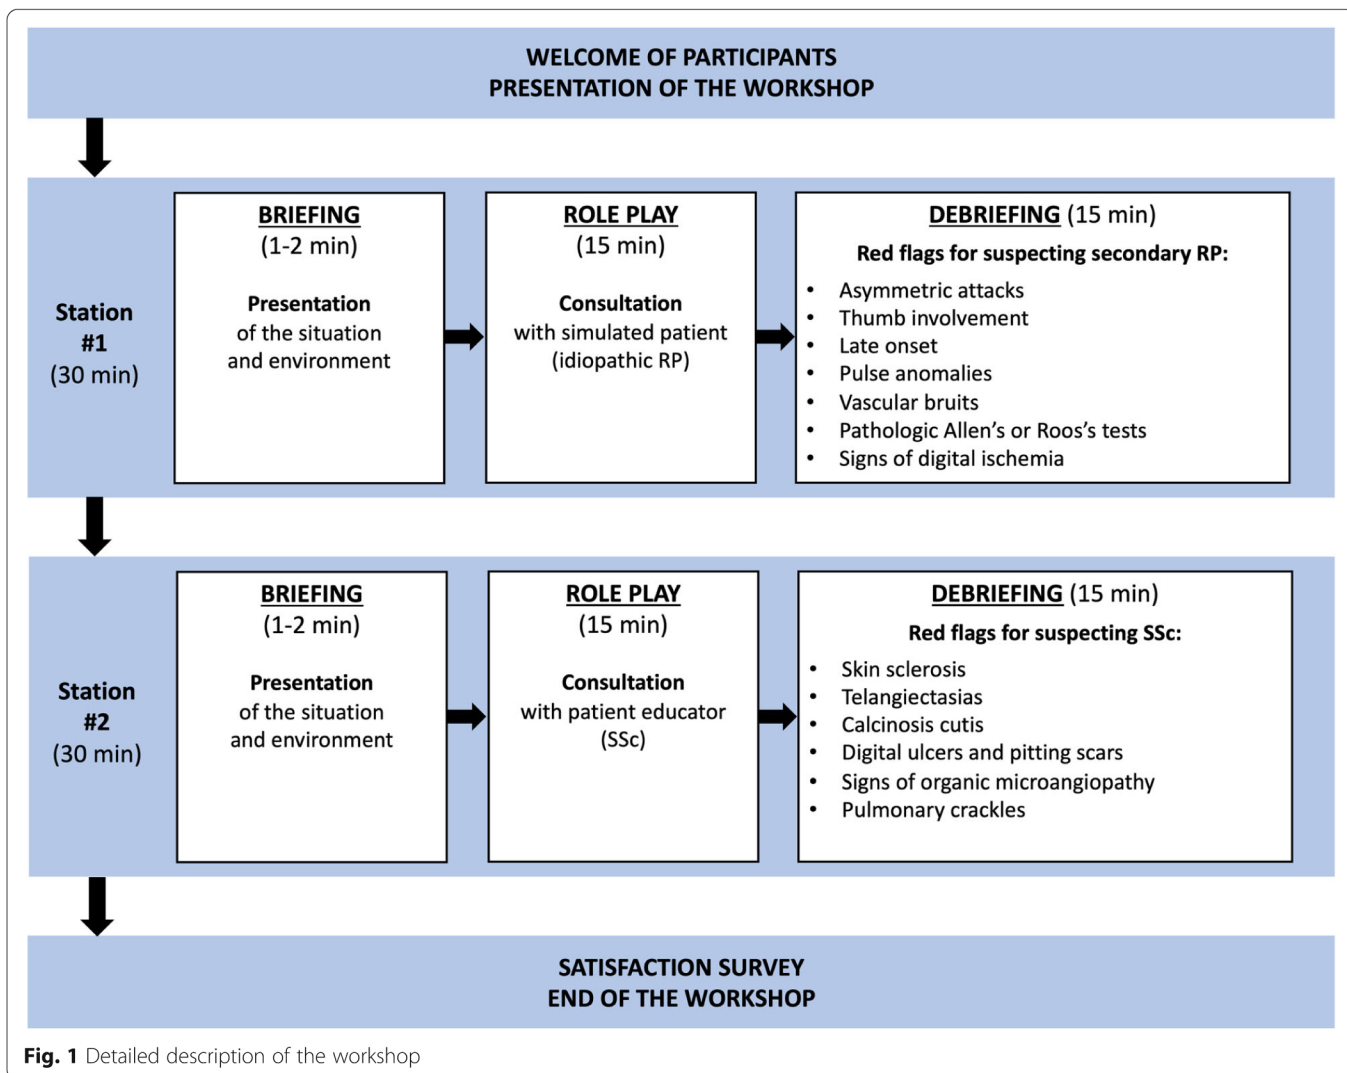 WELCOME OF PARTICIPANTS
PRESENTATION OF THE WORKSHOP
Station
#1
(30 min)
BRIEFING
(1-2 min)
Presentation
of the situation
and environment
ROLE PLAY
(15 min)
Consultation
with simulated patient
(idiopathic RP)
DEBRIEFING (15 min)
Red flags for suspecting secondary RP:
• Asymmetric attacks
• Thumb involvement
• Late onset
• Pulse anomalies
• Vascular bruits
• Pathologic Allen's or Roos's tests
• Signs of digital ischemia
Station
#2
(30 min)
BRIEFING
(1-2 min)
Presentation
of the situation
and environment
ROLE PLAY
(15 min)
Consultation
with patient educator
(SSc)
DEBRIEFING (15 min)
Red flags for suspecting SSc:
• Skin sclerosis
• Telangiectasias
• Calcinosis cutis
• Digital ulcers and pitting scars
• Signs of organic microangiopathy
• Pulmonary crackles
SATISFACTION SURVEY
END OF THE WORKSHOP
Fig. 1 Detailed description of the workshop